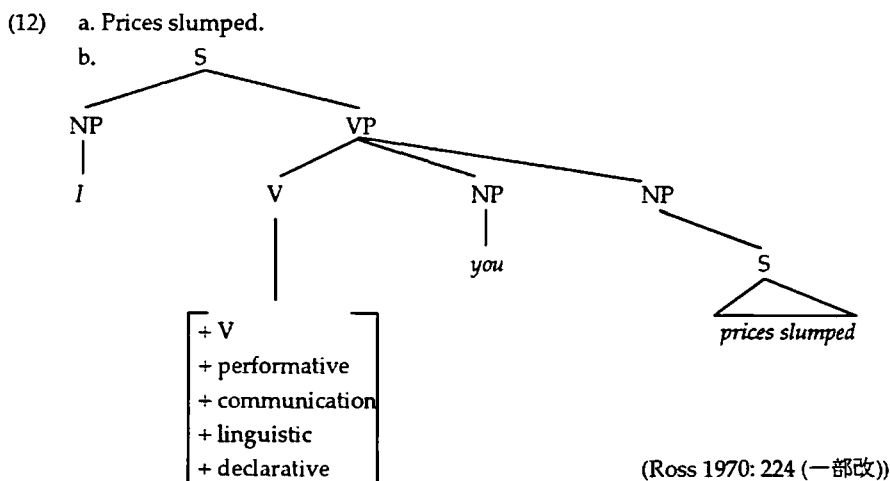 (12) a. Prices slumped.
b. S
NP VP
I V NP NP
you S
prices slumped
+ V
+ performative
+ communication
+ linguistic
+ declarative
(Ross 1970: 224 (一部改))